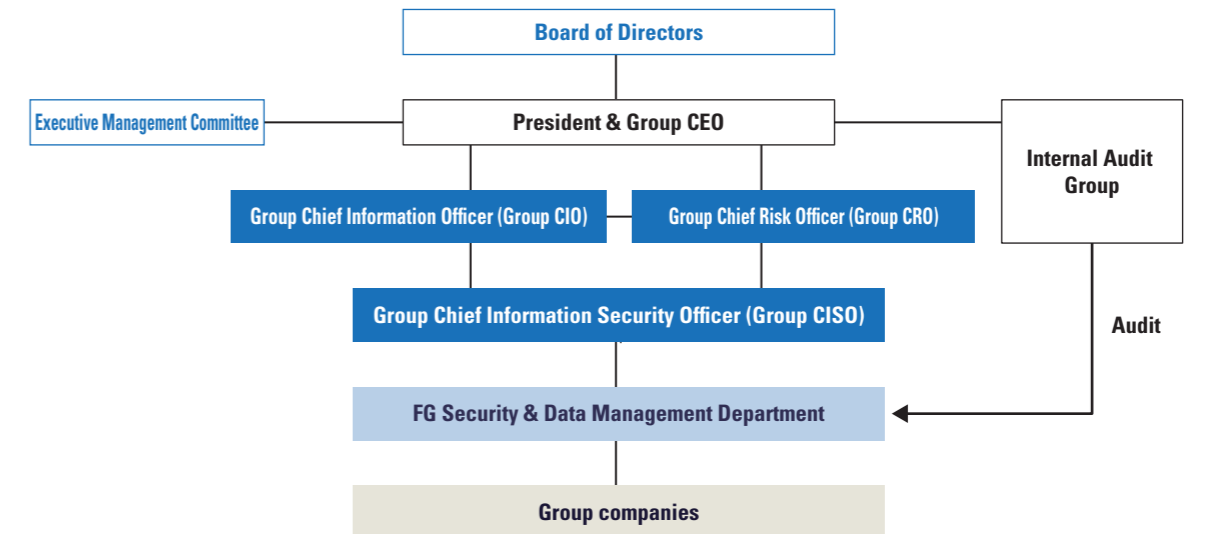 Board of Directors
Executive Management Committee
President & Group CEO
Internal Audit
Group
Group Chief Information Officer (Group CIO)
Group Chief Risk Officer (Group CRO)
Group Chief Information Security Officer (Group CISO)
Audit
FG Security & Data Management Department
Group companies